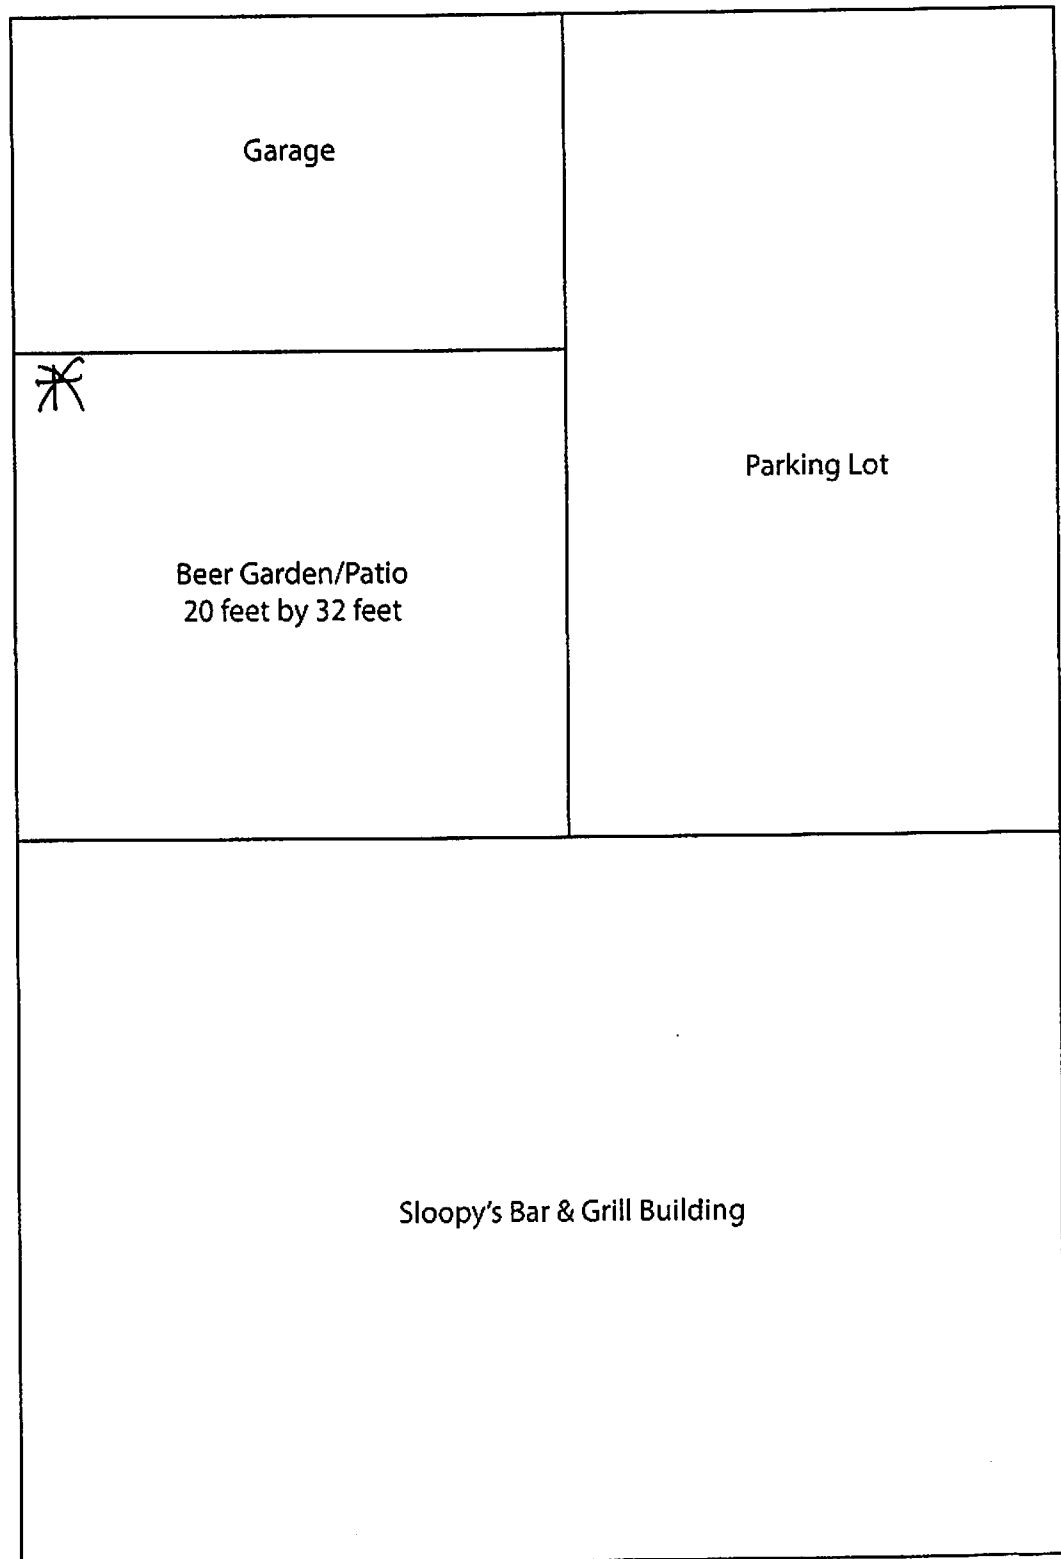 Garage
Parking Lot
Beer Garden/Patio
20 feet by 32 feet
Sloopy's Bar & Grill Building